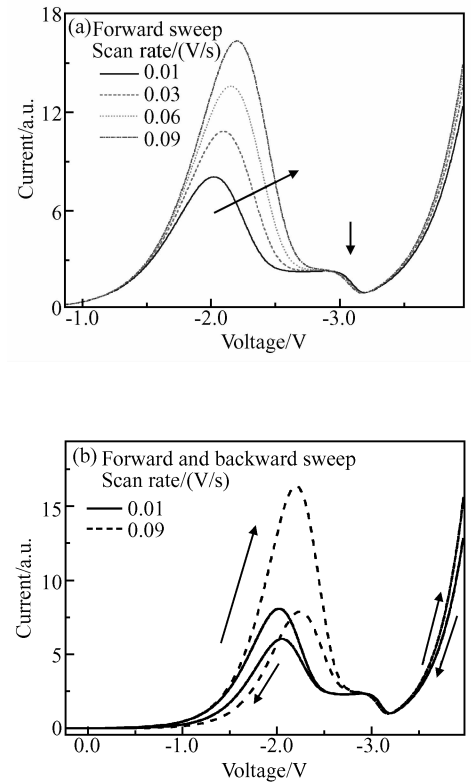 (a) Forward sweep
Scan rate/(V/s)
0.01
0.03
0.06
0.09
18
12
6
0
Current/a.u.
-1.0
-2.0
-3.0
Voltage/V
(b) Forward and backward sweep
Scan rate/(V/s)
0.01
0.09
15
10
5
0
Current/a.u.
0.0
-1.0
-2.0
-3.0
Voltage/V